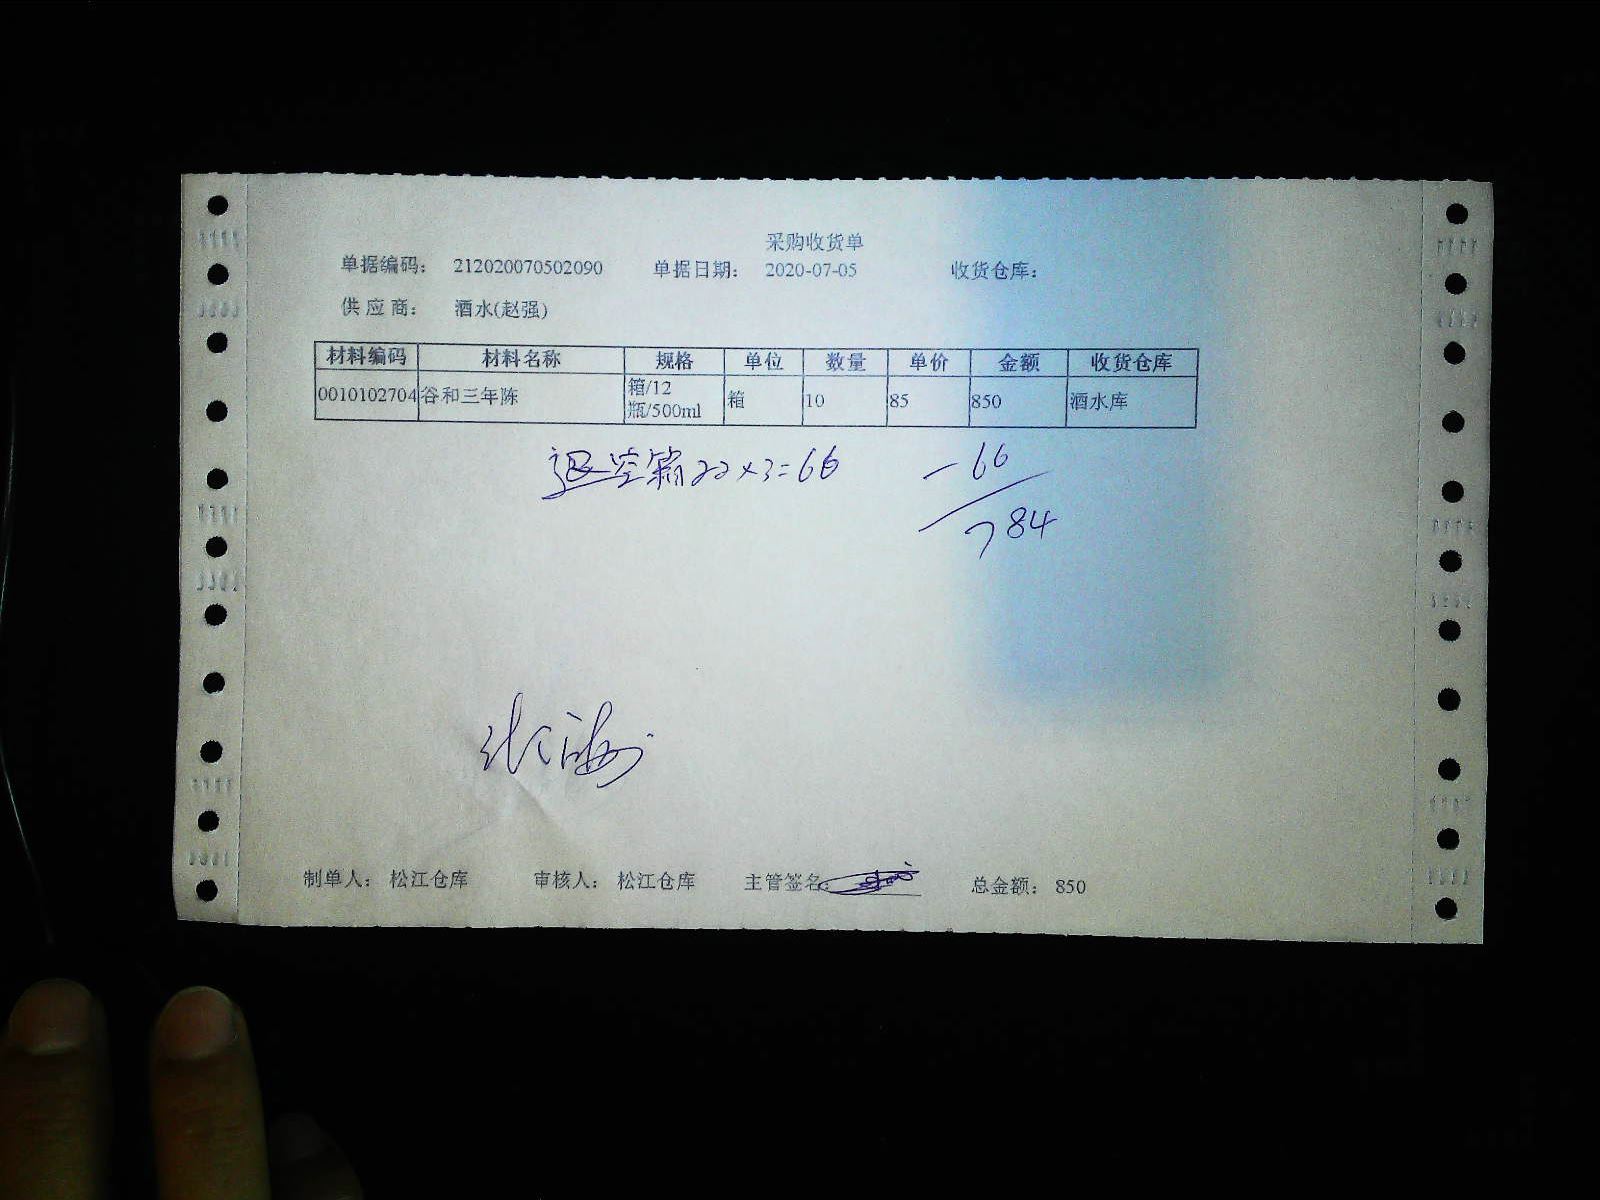 采购收货单
单据编码： 212020070502090 单据日期： 2020-07-05 收货仓库：
供应商： 酒水(赵强)
材料编码 材料名称 规格 单位 数量 单价 金额 收货仓库
0010102704 谷和三年陈 箱/12瓶/500ml 箱 10 85 850 酒水库
退空箱22×3=66 -66
784
制单人： 松江仓库 审核人： 松江仓库 主管签名： 总金额： 850